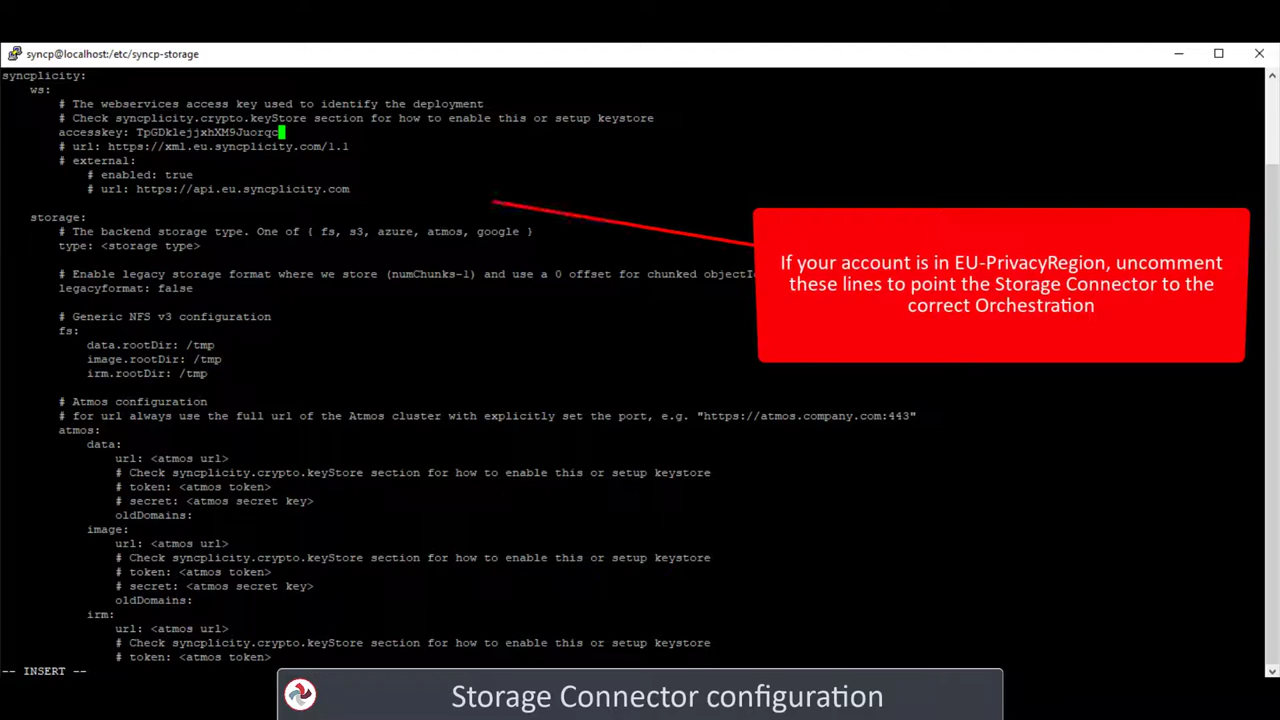 syncp@localhost:/etc/syncp-storage
syncplicity:
ws:
# The webservices access key used to identify the deployment
# Check syncplicity.crypto.keyStore section for how to enable this or setup keystore
accesskey: TpGDklejjxhXM9Juorqc
# url: https://xml.eu.syncplicity.com/1.1
# external:
# enabled: true
# url: https://api.eu.syncplicity.com
storage:
# The backend storage type. One of { fs, s3, azure, atmos, google }
type: <storage type>
# Enable legacy storage format where we store (numChunks-1) and use a 0 offset for chunked objectI
legacyformat: false
# Generic NFS v3 configuration
fs:
data.rootDir: /tmp
image.rootDir: /tmp
irm.rootDir: /tmp
# Atmos configuration
# for url always use the full url of the Atmos cluster with explicitly set the port, e.g. "https://atmos.company.com:443"
atmos:
data:
url: <atmos url>
# Check syncplicity.crypto.keyStore section for how to enable this or setup keystore
# token: <atmos token>
# secret: <atmos secret key>
oldDomains:
image:
url: <atmos url>
# Check syncplicity.crypto.keyStore section for how to enable this or setup keystore
# token: <atmos token>
# secret: <atmos secret key>
oldDomains:
irm:
url: <atmos url>
# Check syncplicity.crypto.keyStore section for how to enable this or setup keystore
# token: <atmos token>
-- INSERT --
If your account is in EU-PrivacyRegion, uncomment
these lines to point the Storage Connector to the
correct Orchestration
Storage Connector configuration